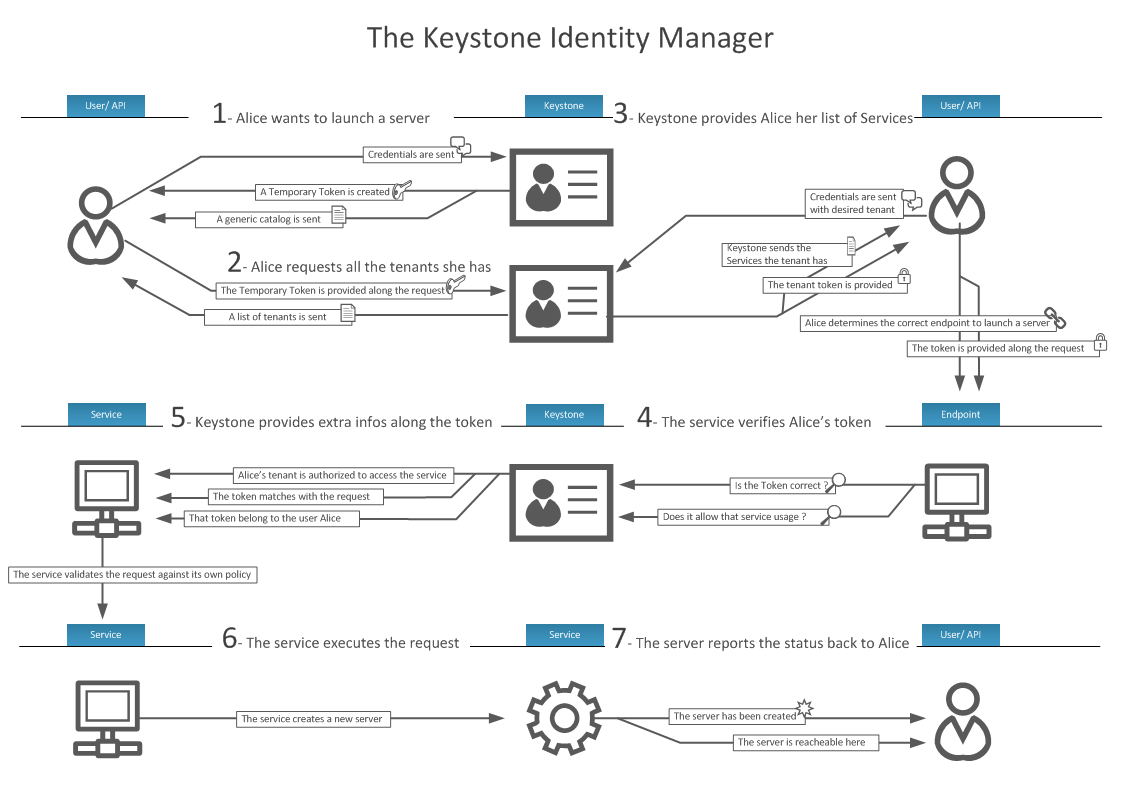 The Keystone Identity Manager
User/ API
1- Alice wants to launch a server
Keystone
3- Keystone provides Alice her list of Services
User/ API
Credentials are sent
A Temporary Token is created
A generic catalog is sent
Credentials are sent
with desired tenant
Keystone sends the
Services the tenant has
The tenant token is provided
2- Alice requests all the tenants she has
The Temporary Token is provided along the request
A list of tenants is sent
Alice determines the correct endpoint to launch a server
The token is provided along the request
Service
5- Keystone provides extra infos along the token
Keystone
4- The service verifies Alice's token
Endpoint
Alice's tenant is authorized to access the service
The token matches with the request
That token belong to the user Alice
Is the Token correct ?
Does it allow that service usage ?
The service validates the request against its own policy
Service
6- The service executes the request
Service
7- The server reports the status back to Alice
User/ API
The service creates a new server
The server has been created
The server is reacheable here